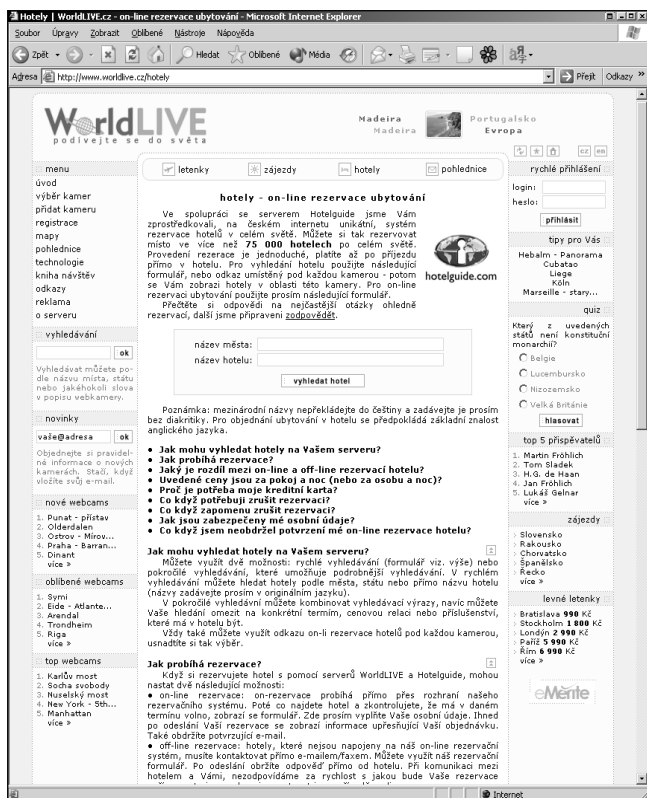 Hotely | WorldLIVE.cz - on-line rezervace ubytování - Microsoft Internet Explorer
Soubor Úpravy Zobrazit Oblíbené Nástroje Nápověda
Zpět Hledat Oblíbené Média
Adresa http://www.worldlive.cz/hotely Přejít Odkazy »
WorldLIVE
podívejte se do světa
Madeira Portugalsko
Madeira Evropa
cz en
menu
úvod
výběr kamer
přidat kameru
registrace
mapy
pohlednice
technologie
kniha návštěv
odkazy
reklama
o serveru
vyhledávání
ok
Vyhledávat můžete po-
dle názvu místa, státu
nebo jakéhokoli slova
v popisu webkamery.
novinky
vaše@adresa ok
Objednejte si pravidel-
né informace o nových
kamerách. Stačí, když
vložíte svůj e-mail.
nové webcams
1. Punat - přístav
2. Olderdalen
3. Ostrov - Mírov...
4. Praha - Barran...
5. Dinant
více »
oblíbené webcams
1. Symi
2. Eide - Atlante...
3. Arendal
4. Trondheim
5. Riga
více »
top webcams
1. Karlův most
2. Socha svobody
3. Nuselský most
4. New York - 5th...
5. Manhattan
více »
letenky zájezdy hotely pohlednice
hotely - on-line rezervace ubytování
Ve spolupráci se serverem Hotelguide jsme Vám
zprostředkovali, na českém internetu unikátní, systém
rezervace hotelů v celém světě. Můžete si tak rezervovat
místo ve více než 75 000 hotelech po celém světě.
Provedení rezerace je jednoduché, platíte až po příjezdu
přímo v hotelu. Pro vyhledání hotelu použijte následující
formulář, nebo odkaz umístěný pod každou kamerou - potom
se Vám zobrazí hotely v oblasti této kamery. Pro on-line
rezervaci ubytování použijte prosím následující formulář.
Přečtěte si odpovědi na nejčastější otázky ohledně
rezervací, další jsme připraveni zodpovědět.
hotelguide.com
název města:
název hotelu:
vyhledat hotel
Poznámka: mezinárodní názvy nepřekládejte do češtiny a zadávejte je prosím
bez diakritiky. Pro objednání ubytování v hotelu se předpokládá základní znalost
anglického jazyka.
• Jak mohu vyhledat hotely na Vašem serveru?
• Jak probíhá rezervace?
• Jaký je rozdíl mezi on-line a off-line rezervací hotelu?
• Uvedené ceny jsou za pokoj a noc (nebo za osobu a noc)?
• Proč je potřeba moje kreditní karta?
• Co když potřebuji zrušit rezervaci?
• Co když zapomenu zrušit rezervaci?
• Jak jsou zabezpečeny mé osobní údaje?
• Co když jsem neobdržel potvrzení mé on-line rezervace hotelu?
Jak mohu vyhledat hotely na Vašem serveru?
Můžete využít dvě možnosti: rychlé vyhledávání (formulář viz. výše) nebo
pokročilé vyhledávání, které umožňuje podrobnější vyhledávání. V rychlém
vyhledávání můžete hledat hotely podle města, státu nebo přímo názvu hotelu
(názvy zadávejte prosím v originálním jazyku).
V pokročilé vyhledávní můžete kombinovat vyhledávací výrazy, navíc můžete
Vaše hledání omezit na konkrétní termín, cenovou relaci nebo příslušenství,
které má v hotelu být.
Vždy také můžete využít odkazu on-li rezervace hotelů pod každou kamerou,
usnadníte si tak výběr.
Jak probíhá rezervace?
Když si rezervujete hotel s pomocí serverů WorldLIVE a Hotelguide, mohou
nastat dvě následující možnosti:
• on-line rezervace: on-rezervace probíhá přímo přes rozhraní našeho
rezervačního systému. Poté co najdete hotel a zkontrolujete, že má v daném
termínu volno, zobrazí se formulář. Zde prosím vyplňte Vaše osobní údaje. Ihned
po odeslání Vaší rezervace se zobrazí informace upřesňující Vaší objednávku.
Také obdržíte potvrzující e-mail.
• off-line rezervace: hotely, které nejsou napojeny na náš on-line rezervační
systém, musíte kontaktovat přímo e-mailem/faxem. Můžete využít náš rezervační
formulář. Po odeslání obržíte odpověď přímo od hotelu. Při komunikaci mezi
hotelem a Vámi, nezodpovídáme za rychlost s jakou bude Vaše rezervace
rychlé přihlášení
login:
heslo:
přihlásit
tipy pro Vás
Hebalm - Panorama
Cubatao
Liege
Köln
Marseille - stary...
quiz
Který z uvedených
států není konstituční
monarchií?
Belgie
Lucembursko
Nizozemsko
Velká Británie
hlasovat
top 5 přispěvatelů
1. Martin Fröhlich
2. Tom Sladek
3. H.G. de Haan
4. Jan Fröhlich
5. Lukáš Gelnar
více »
zájezdy
› Slovensko
› Rakousko
› Chorvatsko
› Španělsko
› Řecko
více »
levné letenky
› Bratislava 990 Kč
› Stockholm 1 800 Kč
› Londýn 2 990 Kč
› Paříž 5 990 Kč
› Řím 6 990 Kč
více »
eMérite
Internet